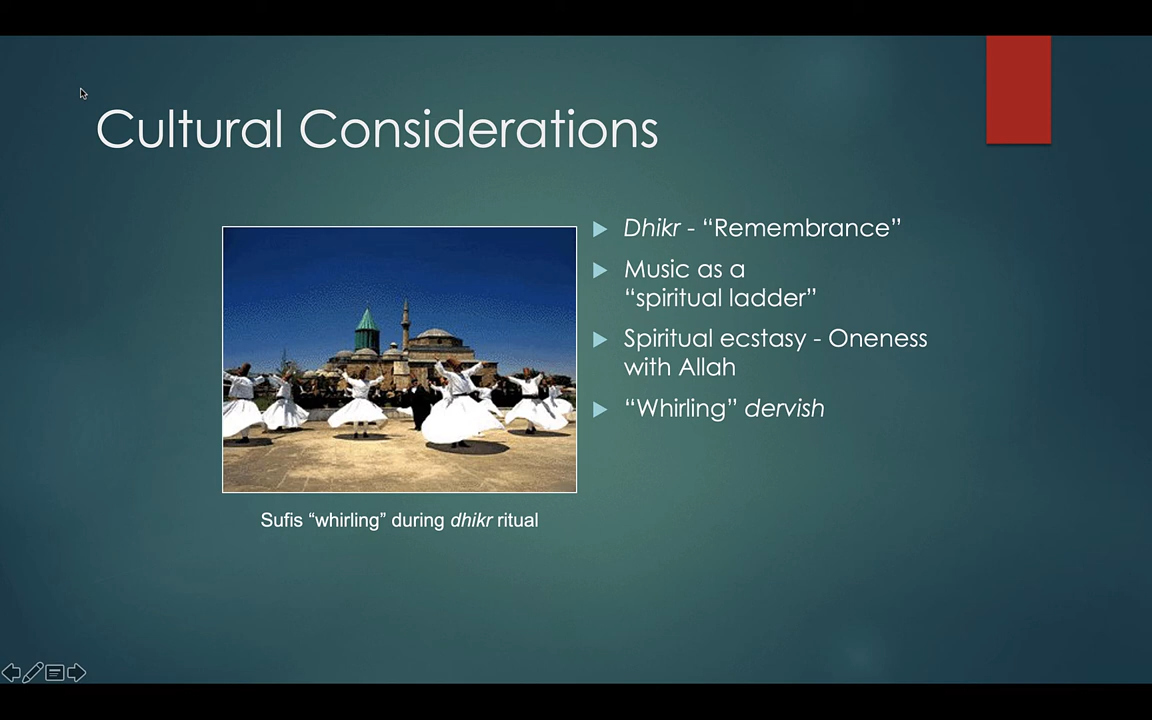 Cultural Considerations
Dhikr - “Remembrance”
Music as a
“spiritual ladder”
Spiritual ecstasy - Oneness
with Allah
“Whirling” dervish
Sufis “whirling” during dhikr ritual